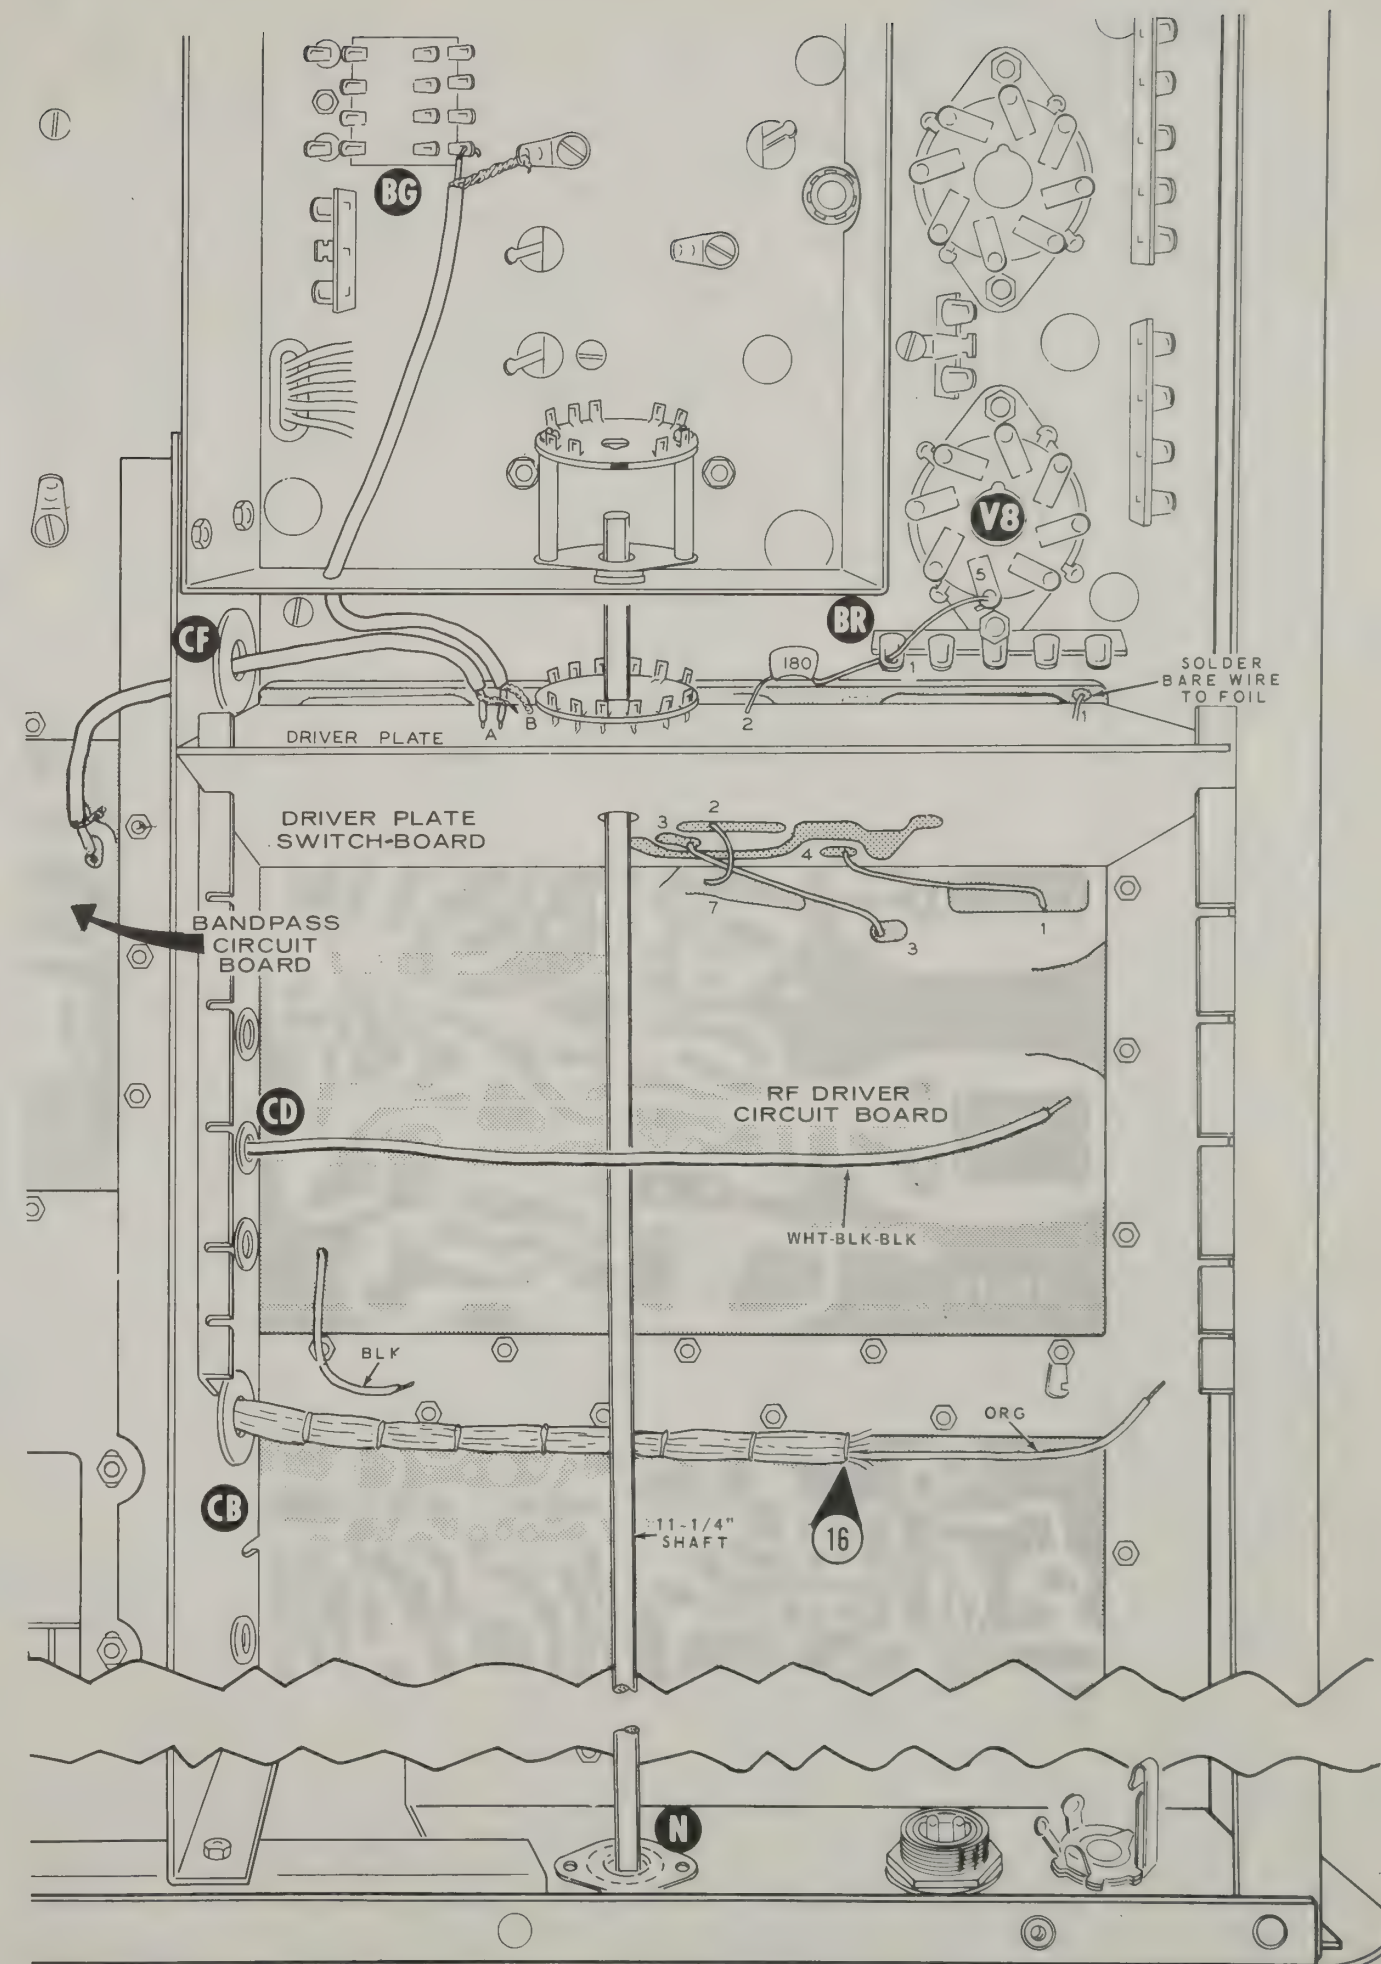 BG
V8
5
CF
BR
180
1
SOLDER
BARE WIRE
TO FOIL
A
B
2
1
DRIVER PLATE
DRIVER PLATE
SWITCH-BOARD
2
3
4
7
3
1
BANDPASS
CIRCUIT
BOARD
CD
RF DRIVER
CIRCUIT BOARD
WHT-BLK-BLK
BLK
ORG
CB
11-1/4"
SHAFT
16
N